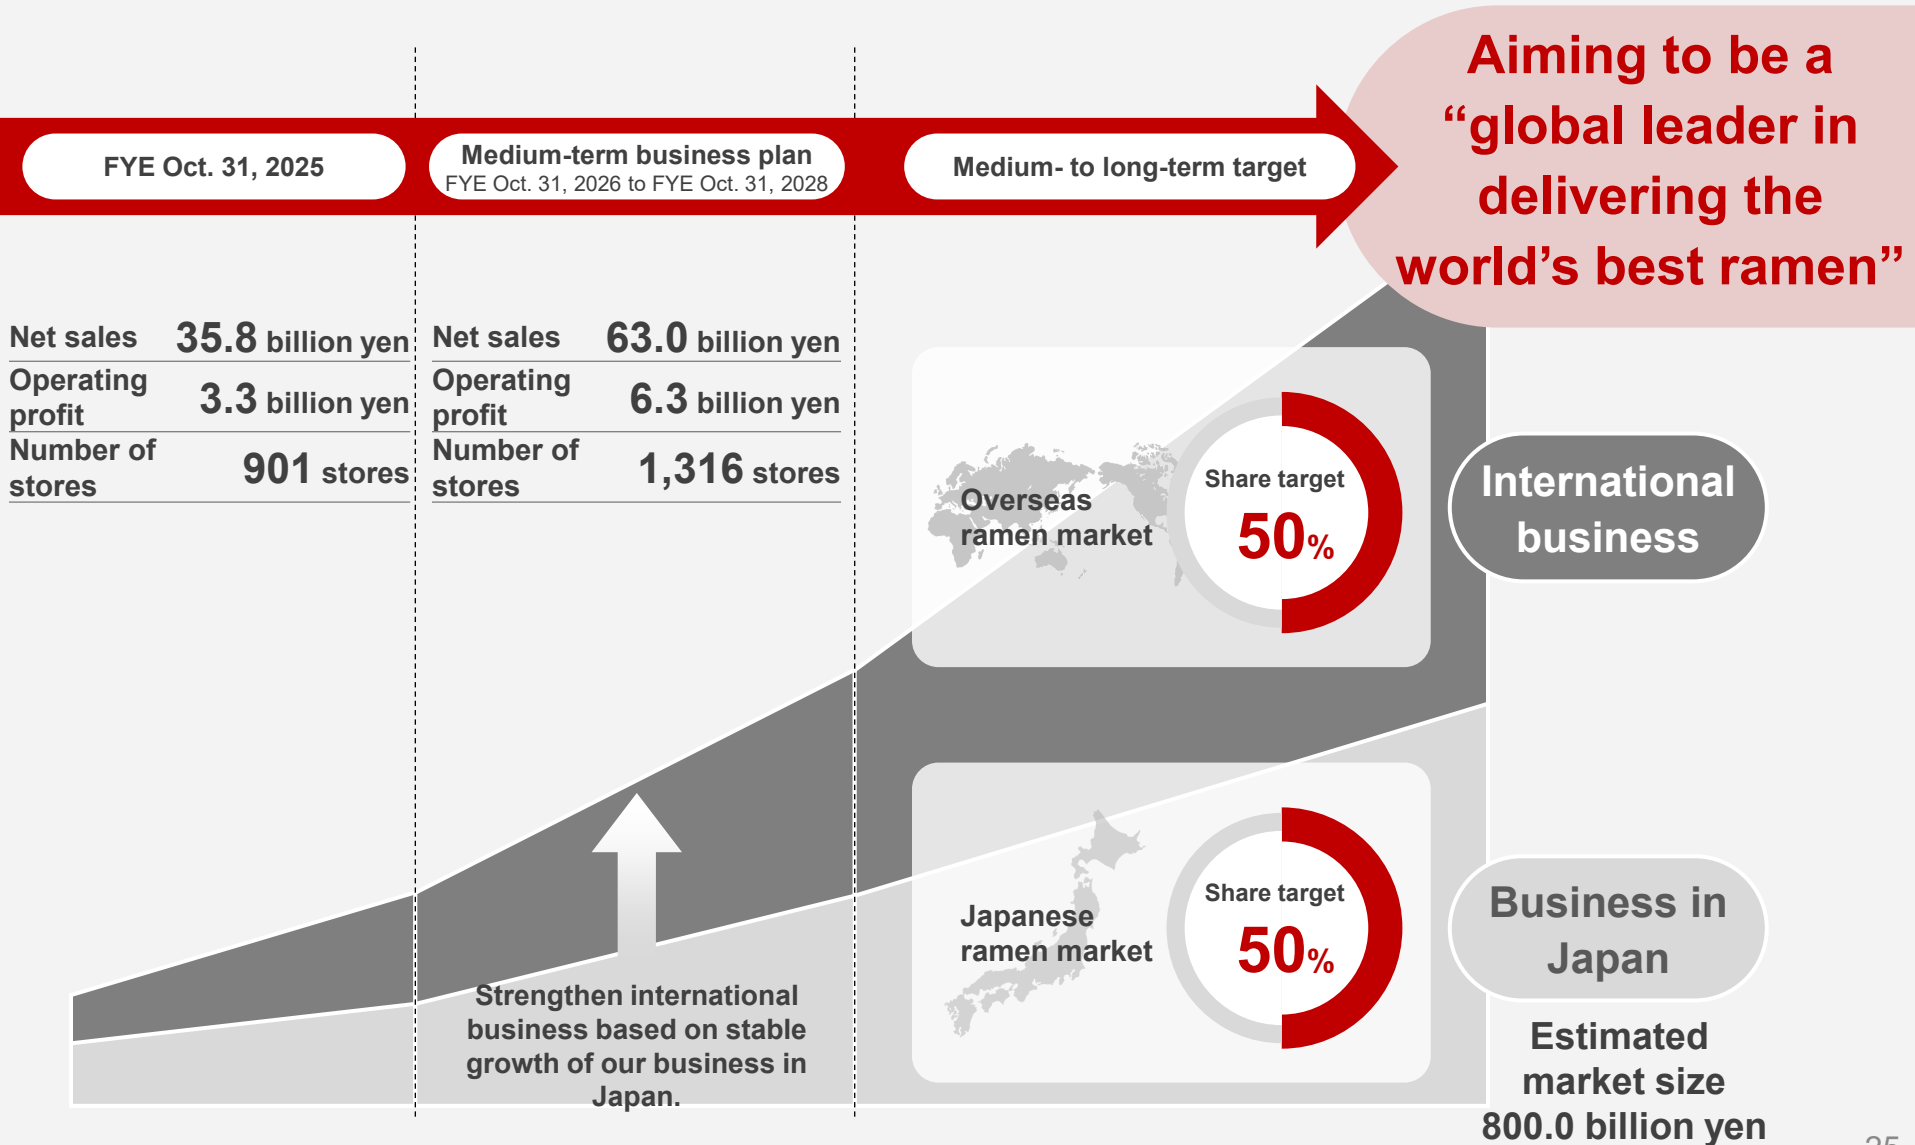 Aiming to be a
“global leader in
delivering the
world’s best ramen”
FYE Oct. 31, 2025
Medium-term business plan
FYE Oct. 31, 2026 to FYE Oct. 31, 2028
Medium- to long-term target
Net sales 35.8 billion yen
Operating
profit 3.3 billion yen
Number of
stores 901 stores
Net sales 63.0 billion yen
Operating
profit 6.3 billion yen
Number of
stores 1,316 stores
Overseas
ramen market
Share target
50%
International
business
Japanese
ramen market
Share target
50%
Business in
Japan
Estimated
market size
800.0 billion yen
Strengthen international
business based on stable
growth of our business in
Japan.